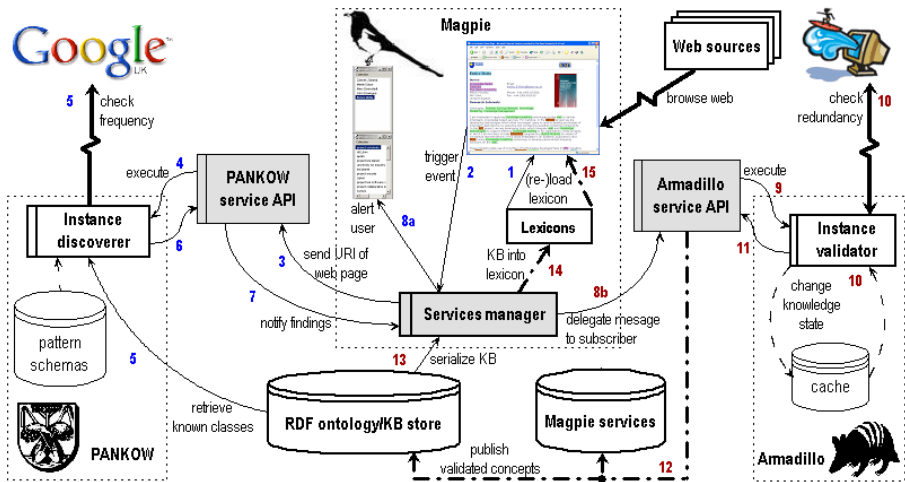 Google
UK
Magpie
Web sources
5
check
frequency
browse web
check
redundancy
10
4
execute
PANKOW
service API
trigger
event
2
1
(re-)load
lexicon
15
Armadillo
service API
execute
9
Instance
discoverer
6
alert
user
8a
Lexicons
11
Instance
validator
10
3
send URI of
web page
KB into
lexicon
14
8b
change
knowledge
state
7
notify findings
Services manager
delegate mesage
to subscriber
pattern
schemas
5
13
serialize KB
cache
retrieve
known classes
RDF ontology/KB store
Magpie services
PANKOW
publish
validated concepts
12
Armadillo